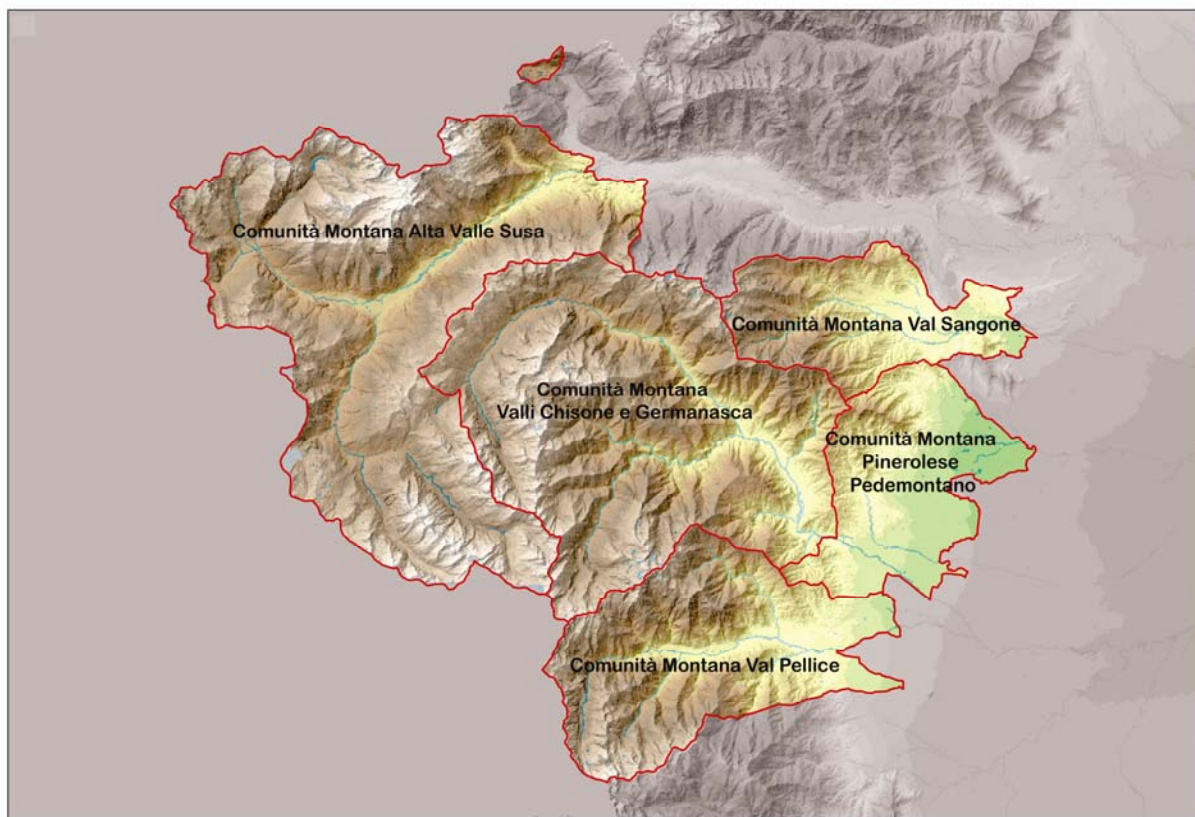 Comunità Montana Alta Valle Susa
Comunità Montana Val Sangone
Comunità Montana
Valli Chisone e Germanasca
Comunità Montana
Pinerolese
Pedemontano
Comunità Montana Val Pellice